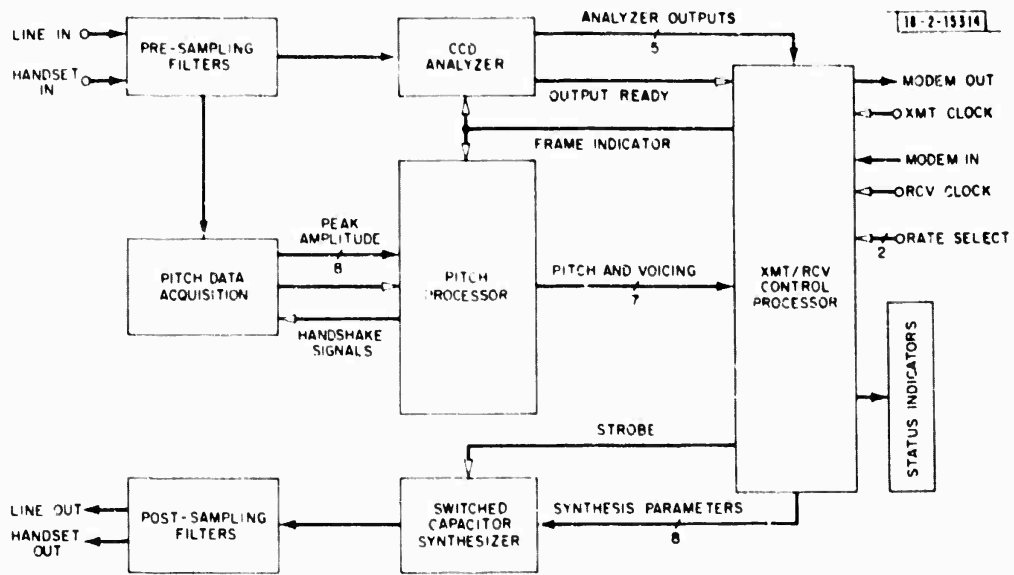 18-2-15314
LINE IN
HANDSET
IN
PRE-SAMPLING
FILTERS
CCD
ANALYZER
ANALYZER OUTPUTS
5
OUTPUT READY
FRAME INDICATOR
MODEM OUT
XMT CLOCK
MODEM IN
RCV CLOCK
RATE SELECT
2
PITCH DATA
ACQUISITION
PEAK
AMPLITUDE
8
HANDSHAKE
SIGNALS
PITCH
PROCESSOR
PITCH AND VOICING
7
XMT/RCV
CONTROL
PROCESSOR
STATUS INDICATORS
STROBE
LINE OUT
HANDSET
OUT
POST-SAMPLING
FILTERS
SWITCHED
CAPACITOR
SYNTHESIZER
SYNTHESIS PARAMETERS
8